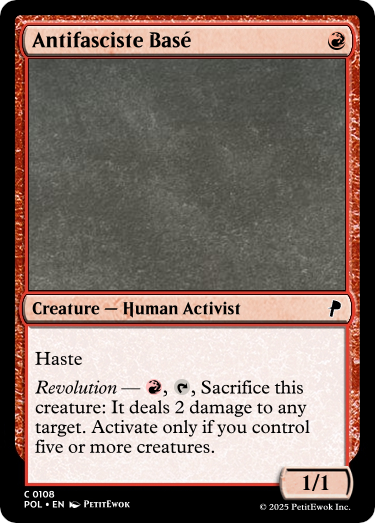 Antifasciste Basé
Creature — Human Activist
Haste
Revolution — , , Sacrifice this
creature: It deals 2 damage to any
target. Activate only if you control
five or more creatures.
1/1
C 0108
POL • EN PetitEwok
© 2025 PetitEwok Inc.